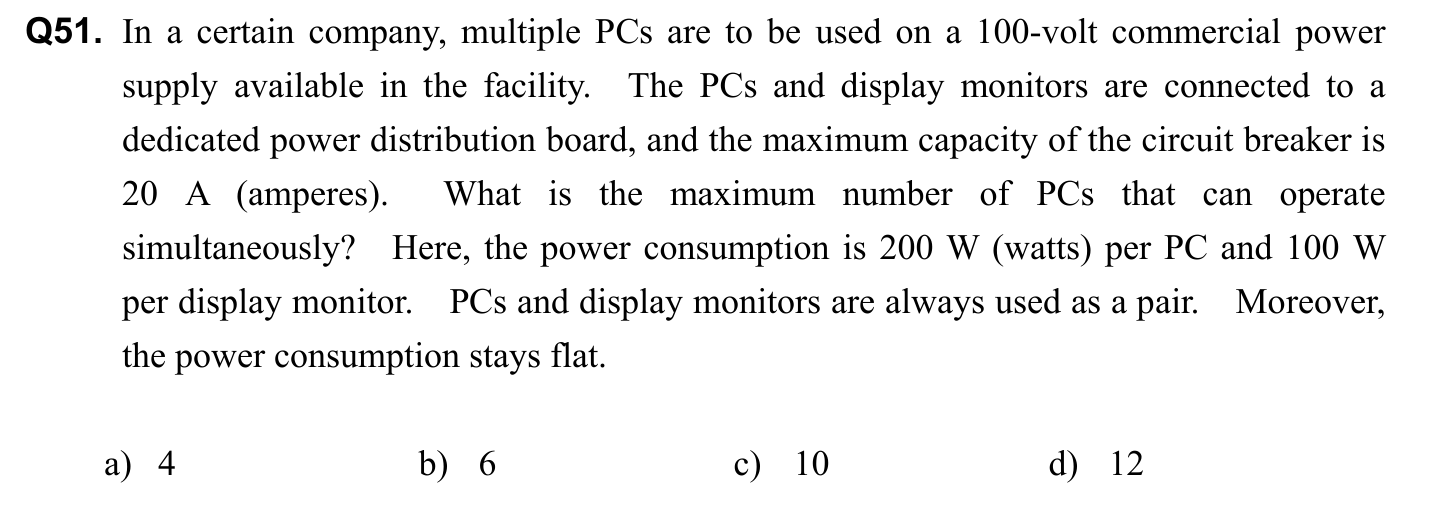 Q51. In a certain company, multiple PCs are to be used on a 100-volt commercial power
supply available in the facility. The PCs and display monitors are connected to a
dedicated power distribution board, and the maximum capacity of the circuit breaker is
20 A (amperes). What is the maximum number of PCs that can operate
simultaneously? Here, the power consumption is 200 W (watts) per PC and 100 W
per display monitor. PCs and display monitors are always used as a pair. Moreover,
the power consumption stays flat.
a) 4 b) 6 c) 10 d) 12